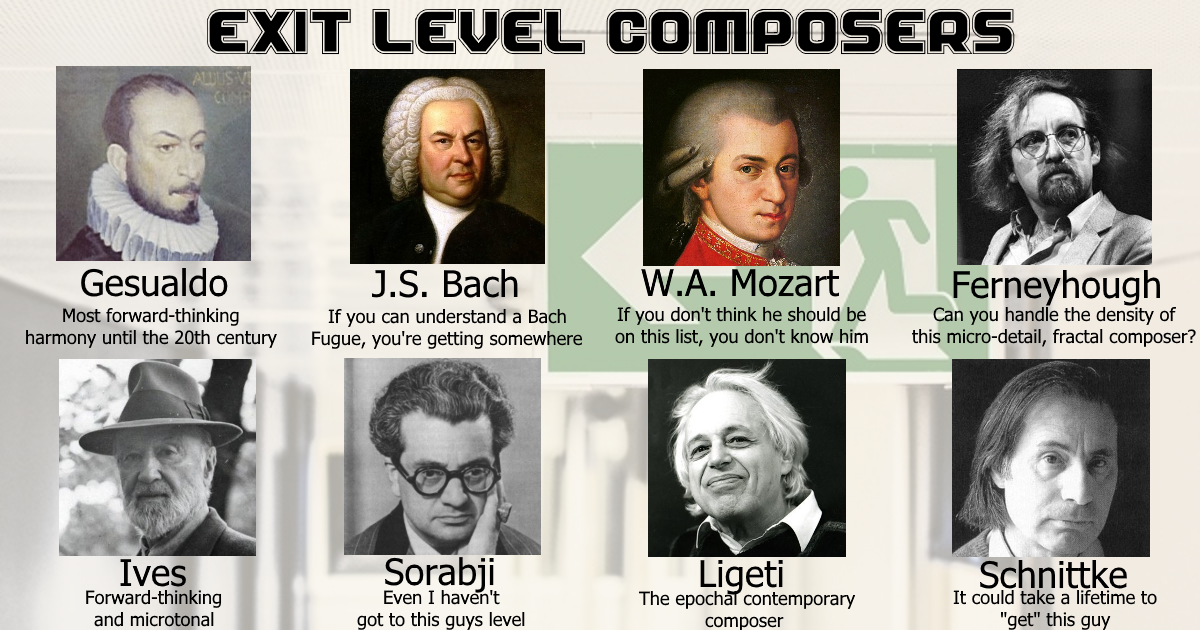 EXIT LEVEL COMPOSERS
Gesualdo
Most forward-thinking
harmony until the 20th century
J.S. Bach
If you can understand a Bach
Fugue, you're getting somewhere
W.A. Mozart
If you don't think he should be
on this list, you don't know him
Ferneyhough
Can you handle the density of
this micro-detail, fractal composer?
Ives
Forward-thinking
and microtonal
Sorabji
Even I haven't
got to this guys level
Ligeti
The epochal contemporary
composer
Schnittke
It could take a lifetime to
"get" this guy